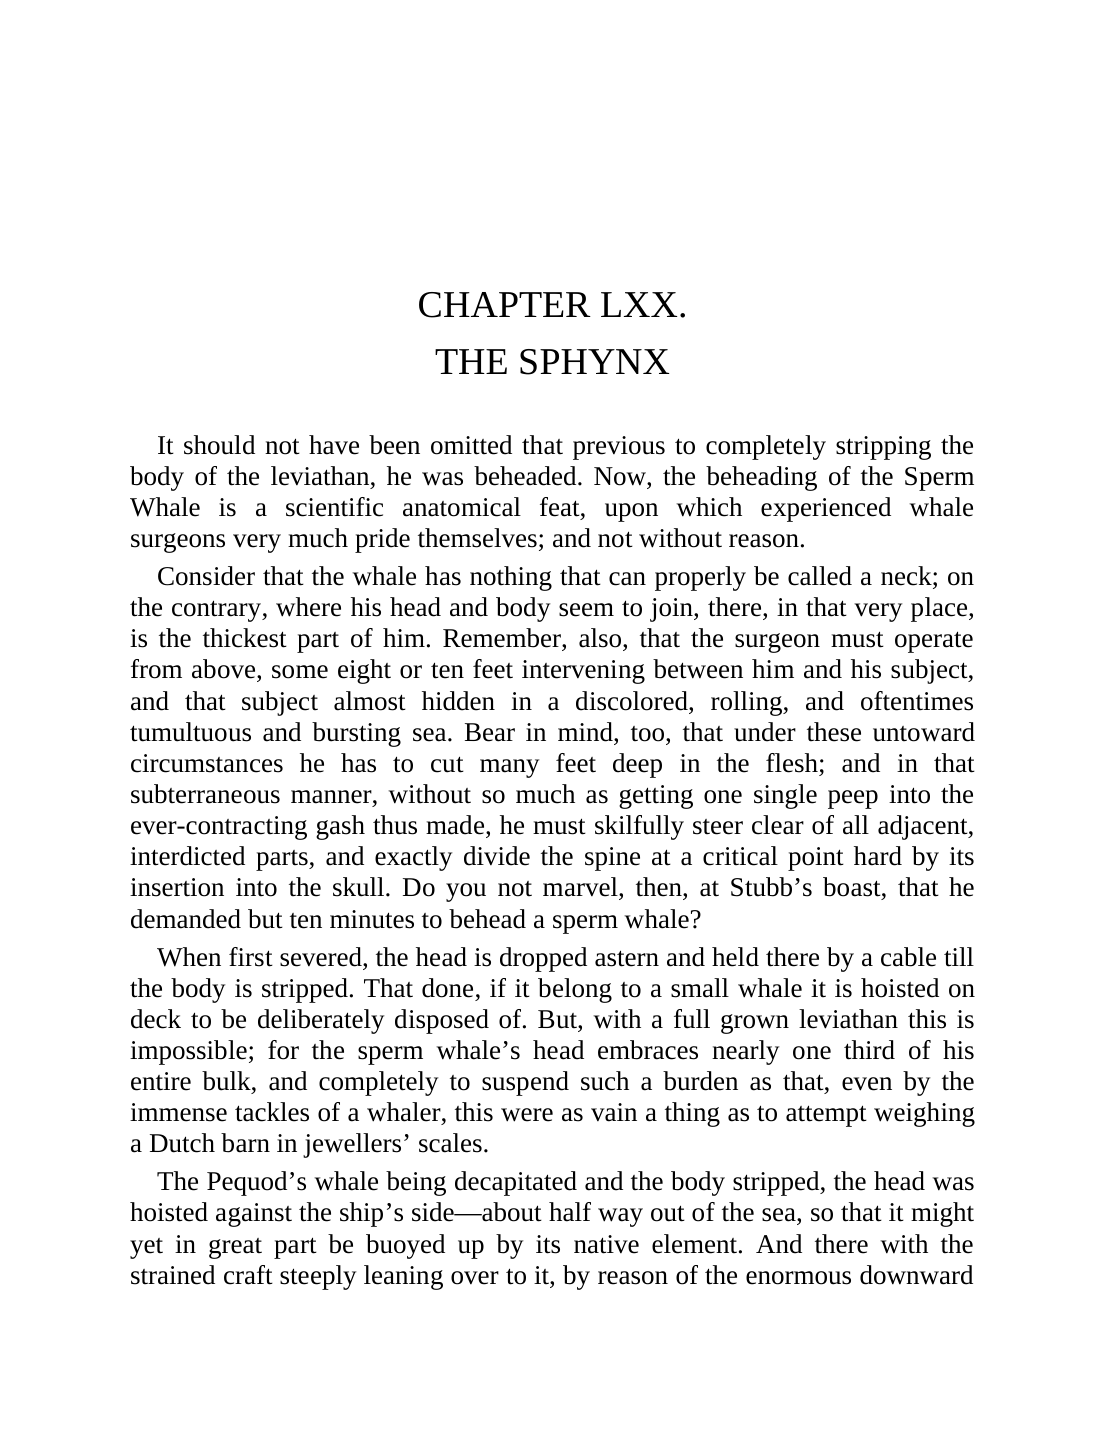 CHAPTER LXX.
THE SPHYNX
It should not have been omitted that previous to completely stripping the
body of the leviathan, he was beheaded. Now, the beheading of the Sperm
Whale is a scientific anatomical feat, upon which experienced whale
surgeons very much pride themselves; and not without reason.
Consider that the whale has nothing that can properly be called a neck; on
the contrary, where his head and body seem to join, there, in that very place,
is the thickest part of him. Remember, also, that the surgeon must operate
from above, some eight or ten feet intervening between him and his subject,
and that subject almost hidden in a discolored, rolling, and oftentimes
tumultuous and bursting sea. Bear in mind, too, that under these untoward
circumstances he has to cut many feet deep in the flesh; and in that
subterraneous manner, without so much as getting one single peep into the
ever-contracting gash thus made, he must skilfully steer clear of all adjacent,
interdicted parts, and exactly divide the spine at a critical point hard by its
insertion into the skull. Do you not marvel, then, at Stubb’s boast, that he
demanded but ten minutes to behead a sperm whale?
When first severed, the head is dropped astern and held there by a cable till
the body is stripped. That done, if it belong to a small whale it is hoisted on
deck to be deliberately disposed of. But, with a full grown leviathan this is
impossible; for the sperm whale’s head embraces nearly one third of his
entire bulk, and completely to suspend such a burden as that, even by the
immense tackles of a whaler, this were as vain a thing as to attempt weighing
a Dutch barn in jewellers’ scales.
The Pequod’s whale being decapitated and the body stripped, the head was
hoisted against the ship’s side—about half way out of the sea, so that it might
yet in great part be buoyed up by its native element. And there with the
strained craft steeply leaning over to it, by reason of the enormous downward